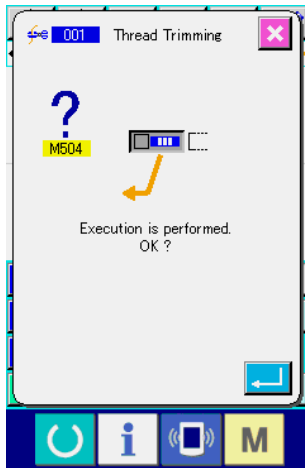 001 Thread Trimming
?
M504
Execution is performed.
OK ?
i M